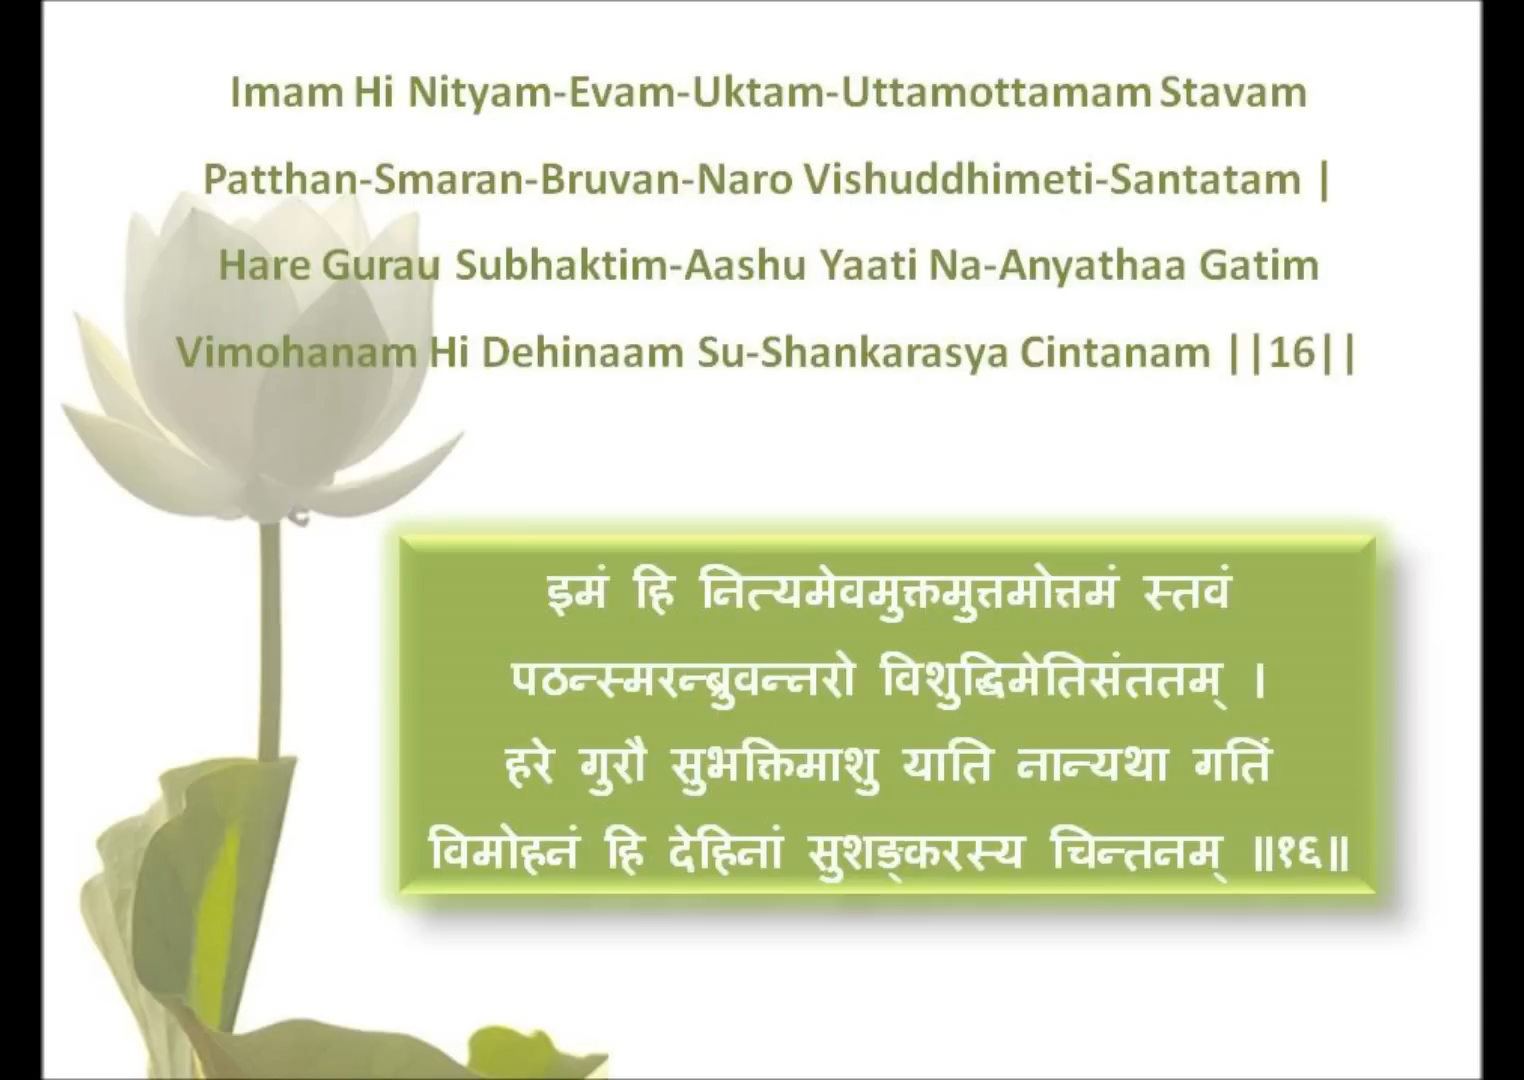 Imam Hi Nityam-Evam-Uktam-Uttamottamam Stavam
Patthan-Smaran-Bruvan-Naro Vishuddhimeti-Santatam |
Hare Gurau Subhaktim-Aashu Yaati Na-Anyathaa Gatim
Vimohanam Hi Dehinaam Su-Shankarasya Cintanam ||16||
इमं हि नित्यमेवमुक्तमुत्तमोत्तमं स्तवं
पठन्स्मरन्ब्रुवन्नरो विशुद्धिमेतिसंततम् ।
हरे गुरौ सुभक्तिमाशु याति नान्यथा गतिं
विमोहनं हि देहिनां सुशङ्करस्य चिन्तनम् ॥१६॥